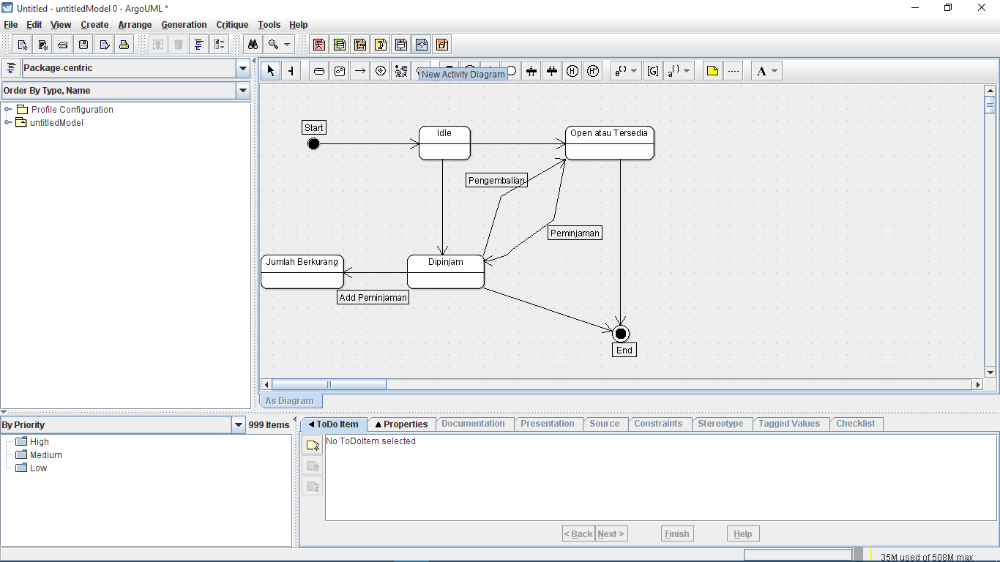 Untitled - untitledModel 0 - ArgoUML *
File Edit View Create Arrange Generation Critique Tools Help
Package-centric
New Activity Diagram
Order By Type, Name
Profile Configuration
untitledModel
Start
Idle
Open atau Tersedia
Pengembalian
Peminjaman
Jumlah Berkurang
Dipinjam
Add Peminjaman
End
As Diagram
By Priority
999 Items
ToDo Item Properties Documentation Presentation Source Constraints Stereotype Tagged Values Checklist
High
Medium
Low
No ToDoItem selected
< Back Next > Finish Help
35M used of 508M max